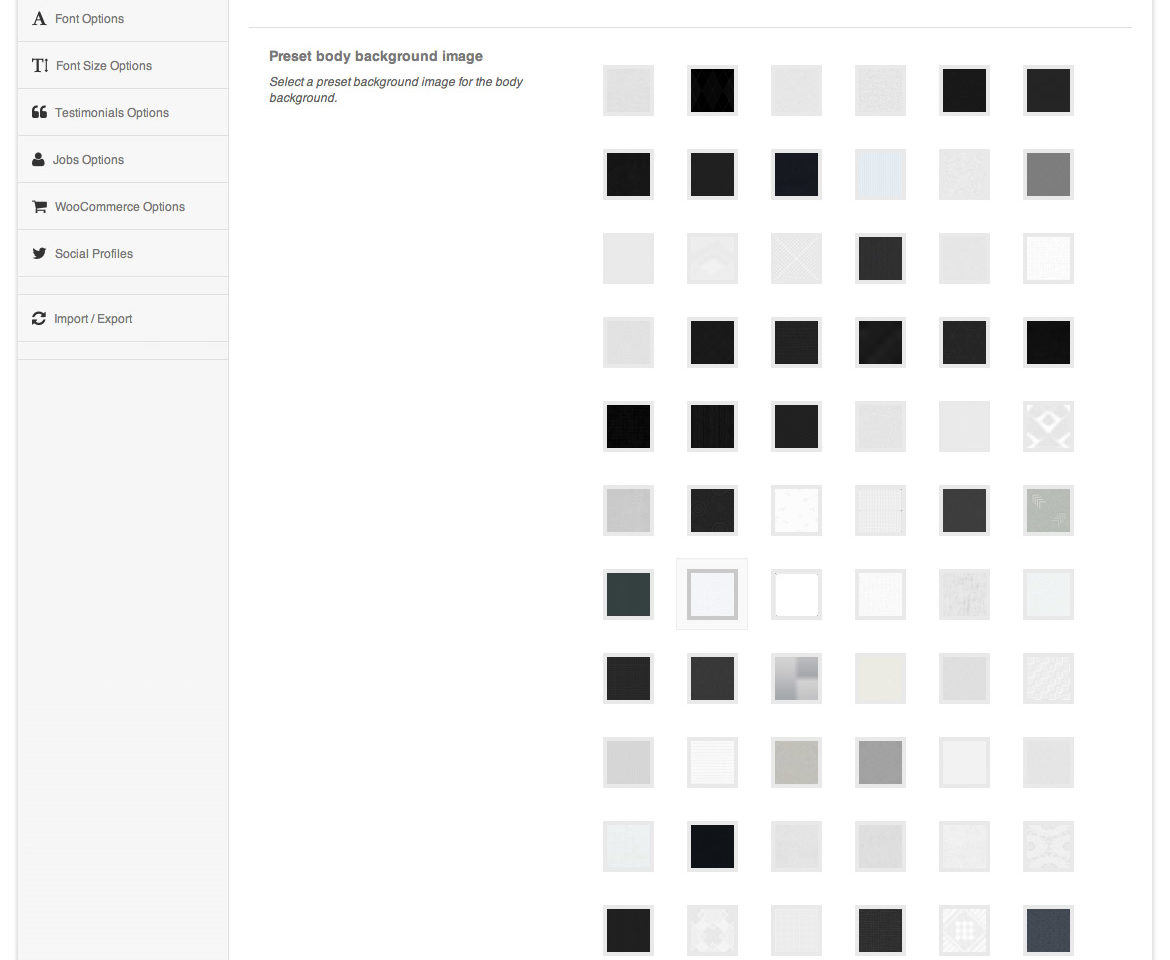 Font Options
Font Size Options
Testimonials Options
Jobs Options
WooCommerce Options
Social Profiles
Import / Export
Preset body background image
Select a preset background image for the body
background.